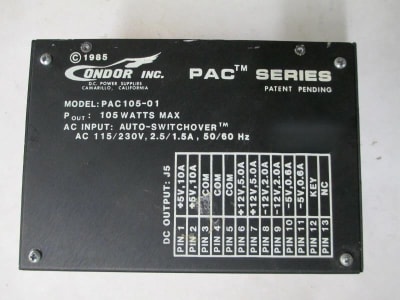 ©1985
CONDOR INC.
D.C. POWER SUPPLIES
CAMARILLO, CALIFORNIA
PAC™ SERIES
PATENT PENDING
MODEL: PAC105-01
POUT: 105 WATTS MAX
AC INPUT: AUTO-SWITCHOVER™
AC 115/230V, 2.5/1.5A, 50/60 Hz
DC OUTPUT: J5
PIN 1 +5V,10A
PIN 2 +5V,10A
PIN 3 COM
PIN 4 COM
PIN 5 COM
PIN 6 +12V,5.0A
PIN 7 +12V,5.0A
PIN 8 +12V,2.0A
PIN 9 -12V,2.0A
PIN 10 -5V,0.6A
PIN 11 -5V,0.6A
PIN 12 KEY
PIN 13 NC